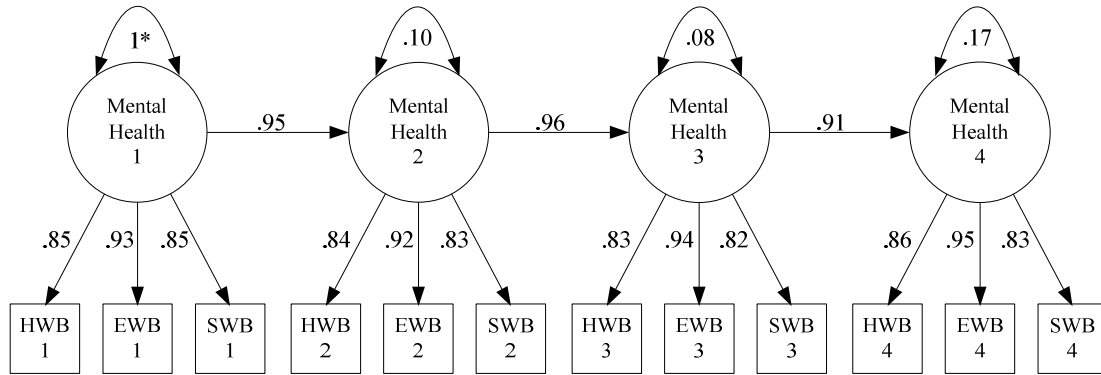 1*
.10
.08
.17
Mental
Health
1
.95
Mental
Health
2
.96
Mental
Health
3
.91
Mental
Health
4
.85
.93
.85
.84
.92
.83
.83
.94
.82
.86
.95
.83
HWB
1
EWB
1
SWB
1
HWB
2
EWB
2
SWB
2
HWB
3
EWB
3
SWB
3
HWB
4
EWB
4
SWB
4